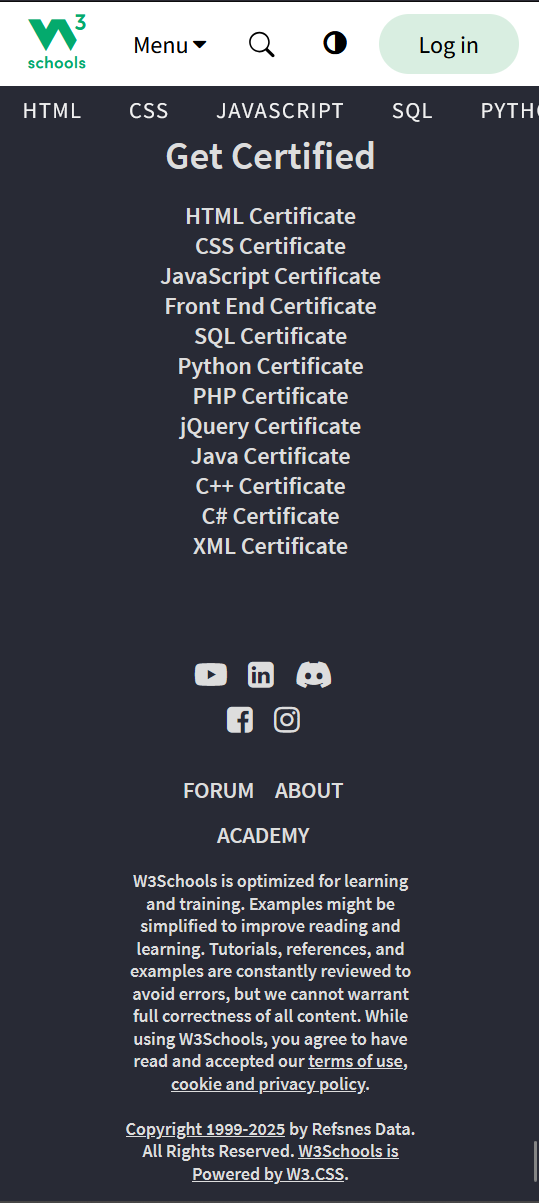 W3
schools
Menu
Log in
HTML CSS JAVASCRIPT SQL
Get Certified
HTML Certificate
CSS Certificate
JavaScript Certificate
Front End Certificate
SQL Certificate
Python Certificate
PHP Certificate
jQuery Certificate
Java Certificate
C++ Certificate
C# Certificate
XML Certificate
in
FORUM ABOUT
ACADEMY
W3Schools is optimized for learning
and training. Examples might be
simplified to improve reading and
learning. Tutorials, references, and
examples are constantly reviewed to
avoid errors, but we cannot warrant
full correctness of all content. While
using W3Schools, you agree to have
read and accepted our terms of use,
cookie and privacy policy.
Copyright 1999-2025 by Refsnes Data.
All Rights Reserved. W3Schools is
Powered by W3.CSS.